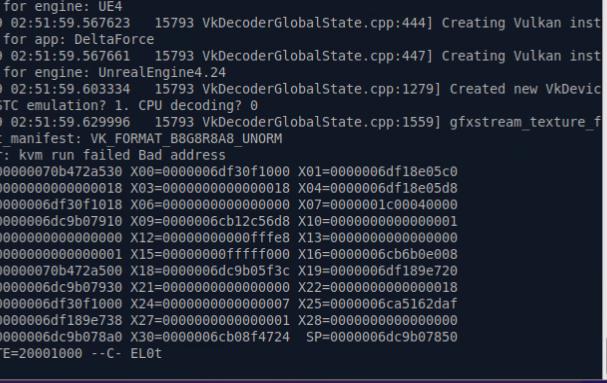 for engine: UE4
9 02:51:59.567623   15793 VkDecoderGlobalState.cpp:444] Creating Vulkan inst
for app: DeltaForce
9 02:51:59.567661   15793 VkDecoderGlobalState.cpp:447] Creating Vulkan inst
for engine: UnrealEngine4.24
9 02:51:59.603334   15793 VkDecoderGlobalState.cpp:1279] Created new VkDevic
STC emulation? 1. CPU decoding? 0
9 02:51:59.629996   15793 VkDecoderGlobalState.cpp:1559] gfxstream_texture_f
t_manifest: VK_FORMAT_B8G8R8A8_UNORM
r: kvm run failed Bad address
00000070b472a530 X00=0000006df30f1000 X01=0000006df18e05c0
0000000000000018 X03=0000000000000018 X04=0000006df18e05d8
0000006df30f1018 X06=0000000000000000 X07=0000001c00040000
0000006dc9b07910 X09=0000006cb12c56d8 X10=0000000000000001
0000000000000000 X12=00000000000fffe8 X13=0000000000000000
0000000000000001 X15=00000000fffff000 X16=0000006cb6b0e008
00000070b472a500 X18=0000006dc9b05f3c X19=0000006df189e720
0000006dc9b07930 X21=0000000000000000 X22=0000000000000018
0000006df30f1000 X24=0000000000000007 X25=0000006ca5162daf
0000006df189e738 X27=0000000000000001 X28=0000000000000000
0000006dc9b078a0 X30=0000006cb08f4724  SP=0000006dc9b07850
TE=20001000 --C- EL0t